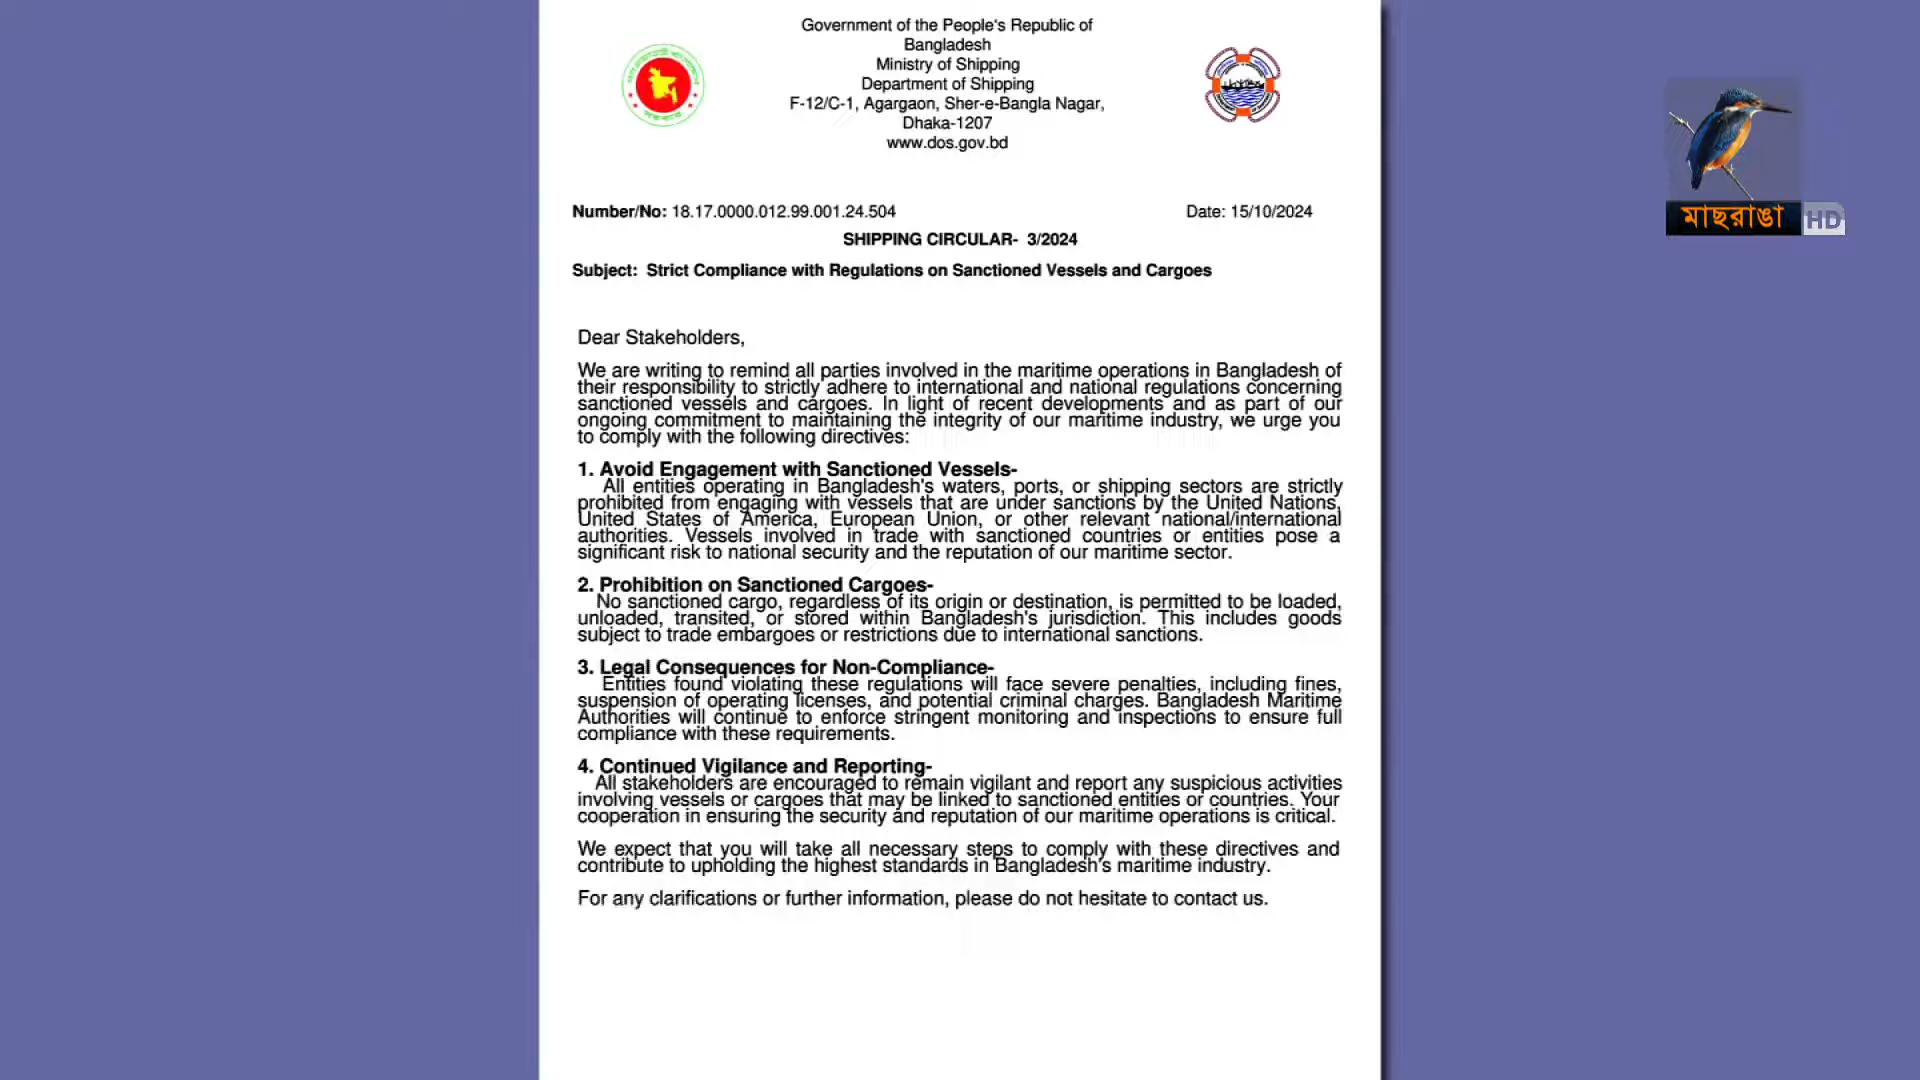 Government of the People's Republic of
Bangladesh
Ministry of Shipping
Department of Shipping
F-12/C-1, Agargaon, Sher-e-Bangla Nagar,
Dhaka-1207
www.dos.gov.bd
মাছরাঙা HD
Number/No: 18.17.0000.012.99.001.24.504 Date: 15/10/2024
SHIPPING CIRCULAR- 3/2024
Subject: Strict Compliance with Regulations on Sanctioned Vessels and Cargoes
Dear Stakeholders,
We are writing to remind all parties involved in the maritime operations in Bangladesh of
their responsibility to strictly adhere to international and national regulations concerning
sanctioned vessels and cargoes. In light of recent developments and as part of our
ongoing commitment to maintaining the integrity of our maritime industry, we urge you
to comply with the following directives:
1. Avoid Engagement with Sanctioned Vessels-
All entities operating in Bangladesh's waters, ports, or shipping sectors are strictly
prohibited from engaging with vessels that are under sanctions by the United Nations,
United States of America, European Union, or other relevant national/international
authorities. Vessels involved in trade with sanctioned countries or entities pose a
significant risk to national security and the reputation of our maritime sector.
2. Prohibition on Sanctioned Cargoes-
No sanctioned cargo, regardless of its origin or destination, is permitted to be loaded,
unloaded, transited, or stored within Bangladesh's jurisdiction. This includes goods
subject to trade embargoes or restrictions due to international sanctions.
3. Legal Consequences for Non-Compliance-
Entities found violating these regulations will face severe penalties, including fines,
suspension of operating licenses, and potential criminal charges. Bangladesh Maritime
Authorities will continue to enforce stringent monitoring and inspections to ensure full
compliance with these requirements.
4. Continued Vigilance and Reporting-
All stakeholders are encouraged to remain vigilant and report any suspicious activities
involving vessels or cargoes that may be linked to sanctioned entities or countries. Your
cooperation in ensuring the security and reputation of our maritime operations is critical.
We expect that you will take all necessary steps to comply with these directives and
contribute to upholding the highest standards in Bangladesh's maritime industry.
For any clarifications or further information, please do not hesitate to contact us.